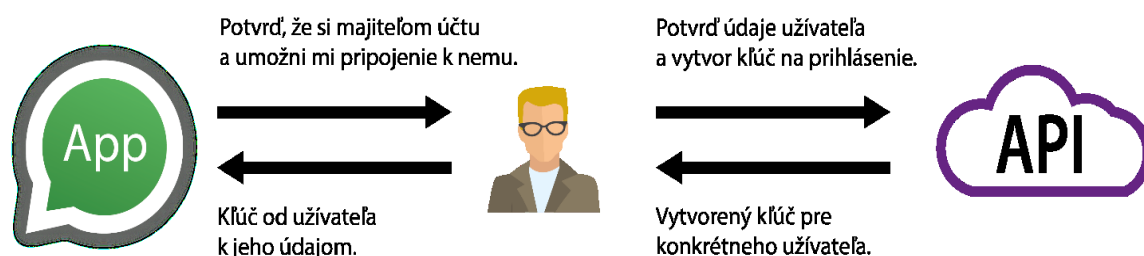 Potvrď, že si majiteľom účtu
a umožni mi pripojenie k nemu.
Potvrď údaje užívateľa
a vytvor kľúč na prihlásenie.
App
API
Kľúč od užívateľa
k jeho údajom.
Vytvorený kľúč pre
konkrétneho užívateľa.